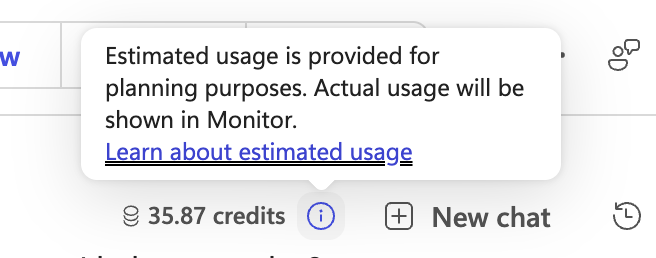 w
Estimated usage is provided for
planning purposes. Actual usage will be
shown in Monitor.
Learn about estimated usage
35.87 credits
New chat